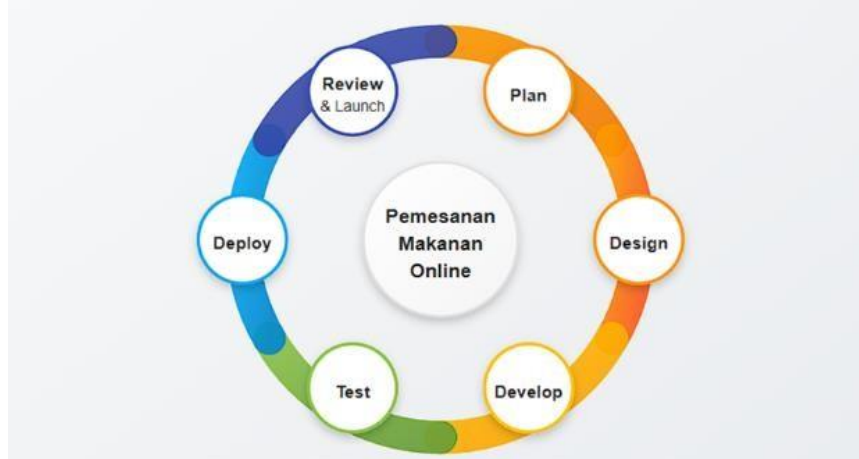 Review
& Launch
Plan
Pemesanan
Makanan
Online
Deploy
Design
Test
Develop